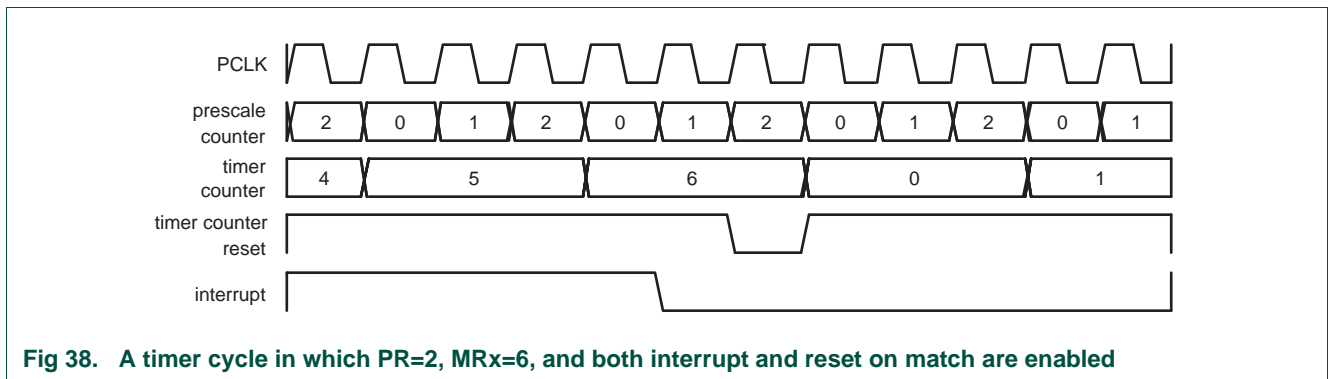 PCLK
prescale
counter
2 0 1 2 0 1 2 0 1 2 0 1
timer
counter
4 5 6 0 1
timer counter
reset
interrupt
Fig 38. A timer cycle in which PR=2, MRx=6, and both interrupt and reset on match are enabled